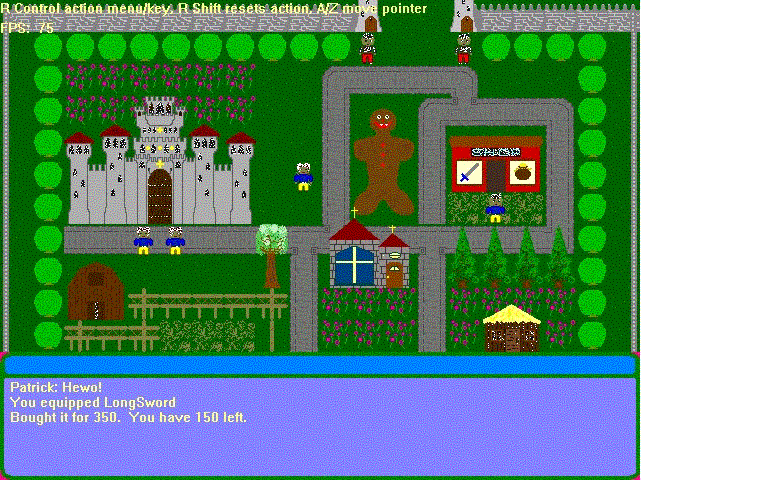 R Control action menu/key. R Shift resets action. A/Z move pointer
FPS: 75
Patrick: Hewo!
You equipped LongSword
Bought it for 350. You have 150 left.